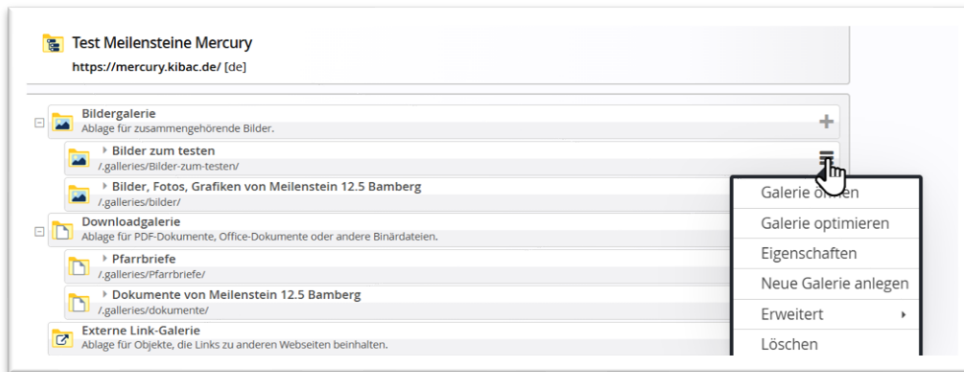 Test Meilensteine Mercury
https://mercury.kibac.de/ [de]
Bildergalerie
Ablage für zusammengehörende Bilder.
Bilder zum testen
/.galleries/Bilder-zum-testen/
Bilder, Fotos, Grafiken von Meilenstein 12.5 Bamberg
/.galleries/bilder/
Downloadgalerie
Ablage für PDF-Dokumente, Office-Dokumente oder andere Binärdateien.
Pfarrbriefe
/.galleries/Pfarrbriefe/
Dokumente von Meilenstein 12.5 Bamberg
/.galleries/dokumente/
Externe Link-Galerie
Ablage für Objekte, die Links zu anderen Webseiten beinhalten.
Galerie öffnen
Galerie optimieren
Eigenschaften
Neue Galerie anlegen
Erweitert
Löschen